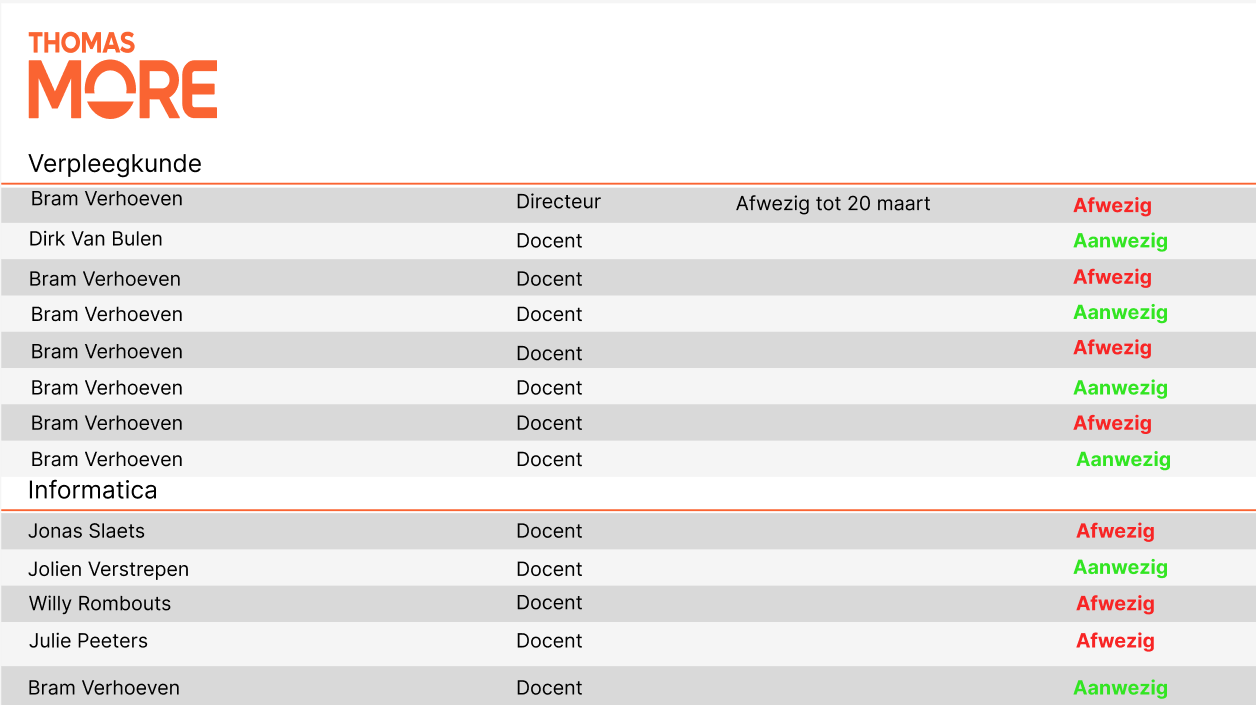 THOMAS
MORE
Verpleegkunde
Bram Verhoeven Directeur Afwezig tot 20 maart Afwezig
Dirk Van Bulen Docent Aanwezig
Bram Verhoeven Docent Afwezig
Bram Verhoeven Docent Aanwezig
Bram Verhoeven Docent Afwezig
Bram Verhoeven Docent Aanwezig
Bram Verhoeven Docent Afwezig
Bram Verhoeven Docent Aanwezig
Informatica
Jonas Slaets Docent Afwezig
Jolien Verstrepen Docent Aanwezig
Willy Rombouts Docent Afwezig
Julie Peeters Docent Afwezig
Bram Verhoeven Docent Aanwezig